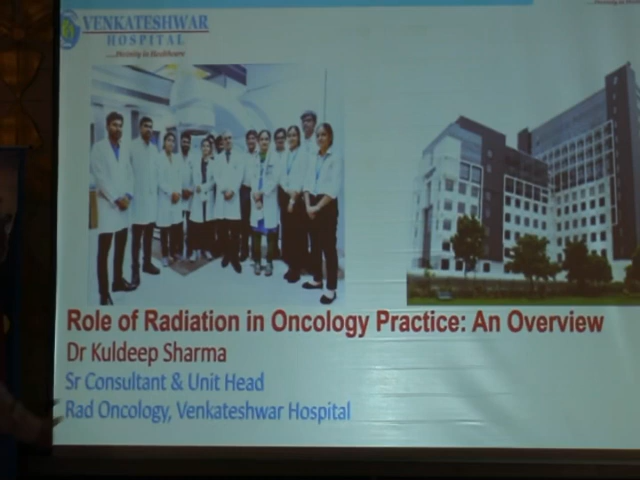 VENKATESHWAR
HOSPITAL
Role of Radiation in Oncology Practice: An Overview
Dr Kuldeep Sharma
Sr Consultant & Unit Head
Rad Oncology, Venkateshwar Hospital